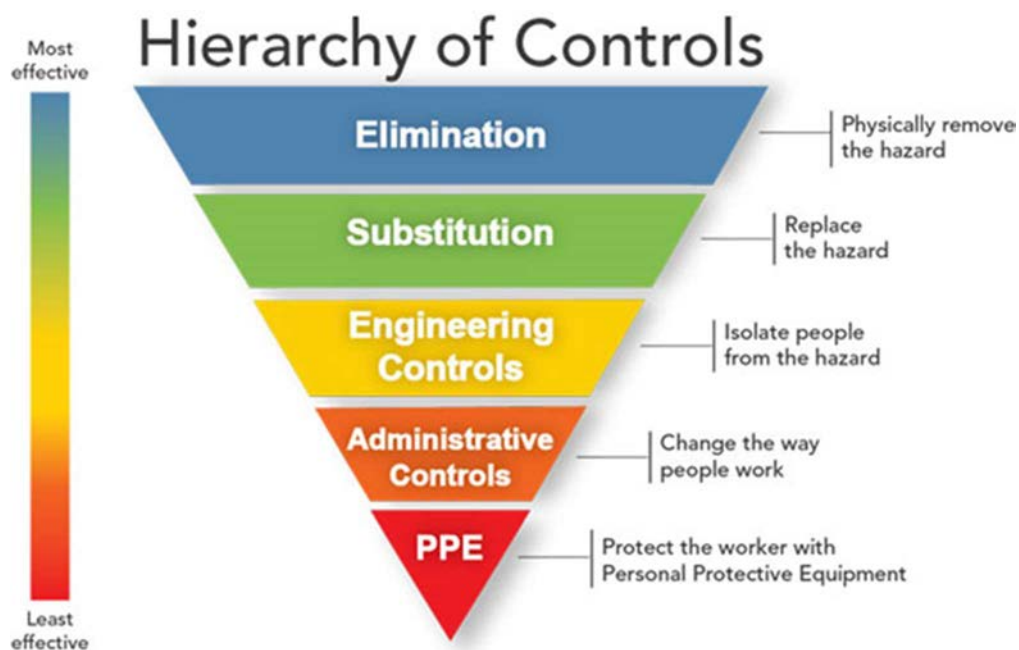 Hierarchy of Controls
Most
effective
Elimination
Physically remove
the hazard
Substitution
Replace
the hazard
Engineering
Controls
Isolate people
from the hazard
Administrative
Controls
Change the way
people work
PPE
Protect the worker with
Personal Protective Equipment
Least
effective